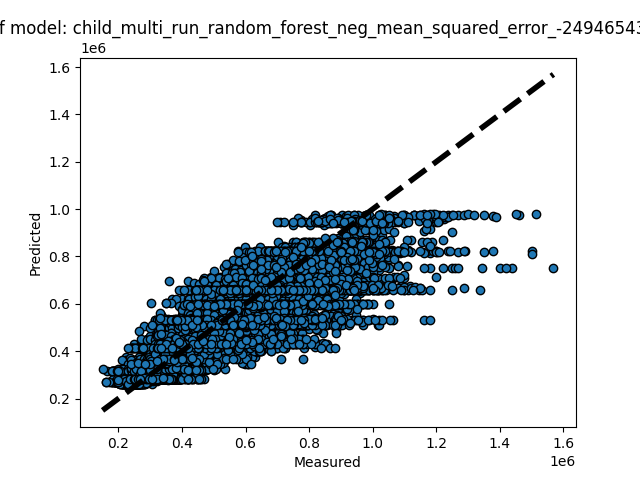 f model: child_multi_run_random_forest_neg_mean_squared_error_-24946543
1e6
1.6
1.4
1.2
1.0
0.8
0.6
0.4
0.2
Predicted
0.2 0.4 0.6 0.8 1.0 1.2 1.4 1.6
Measured
1e6